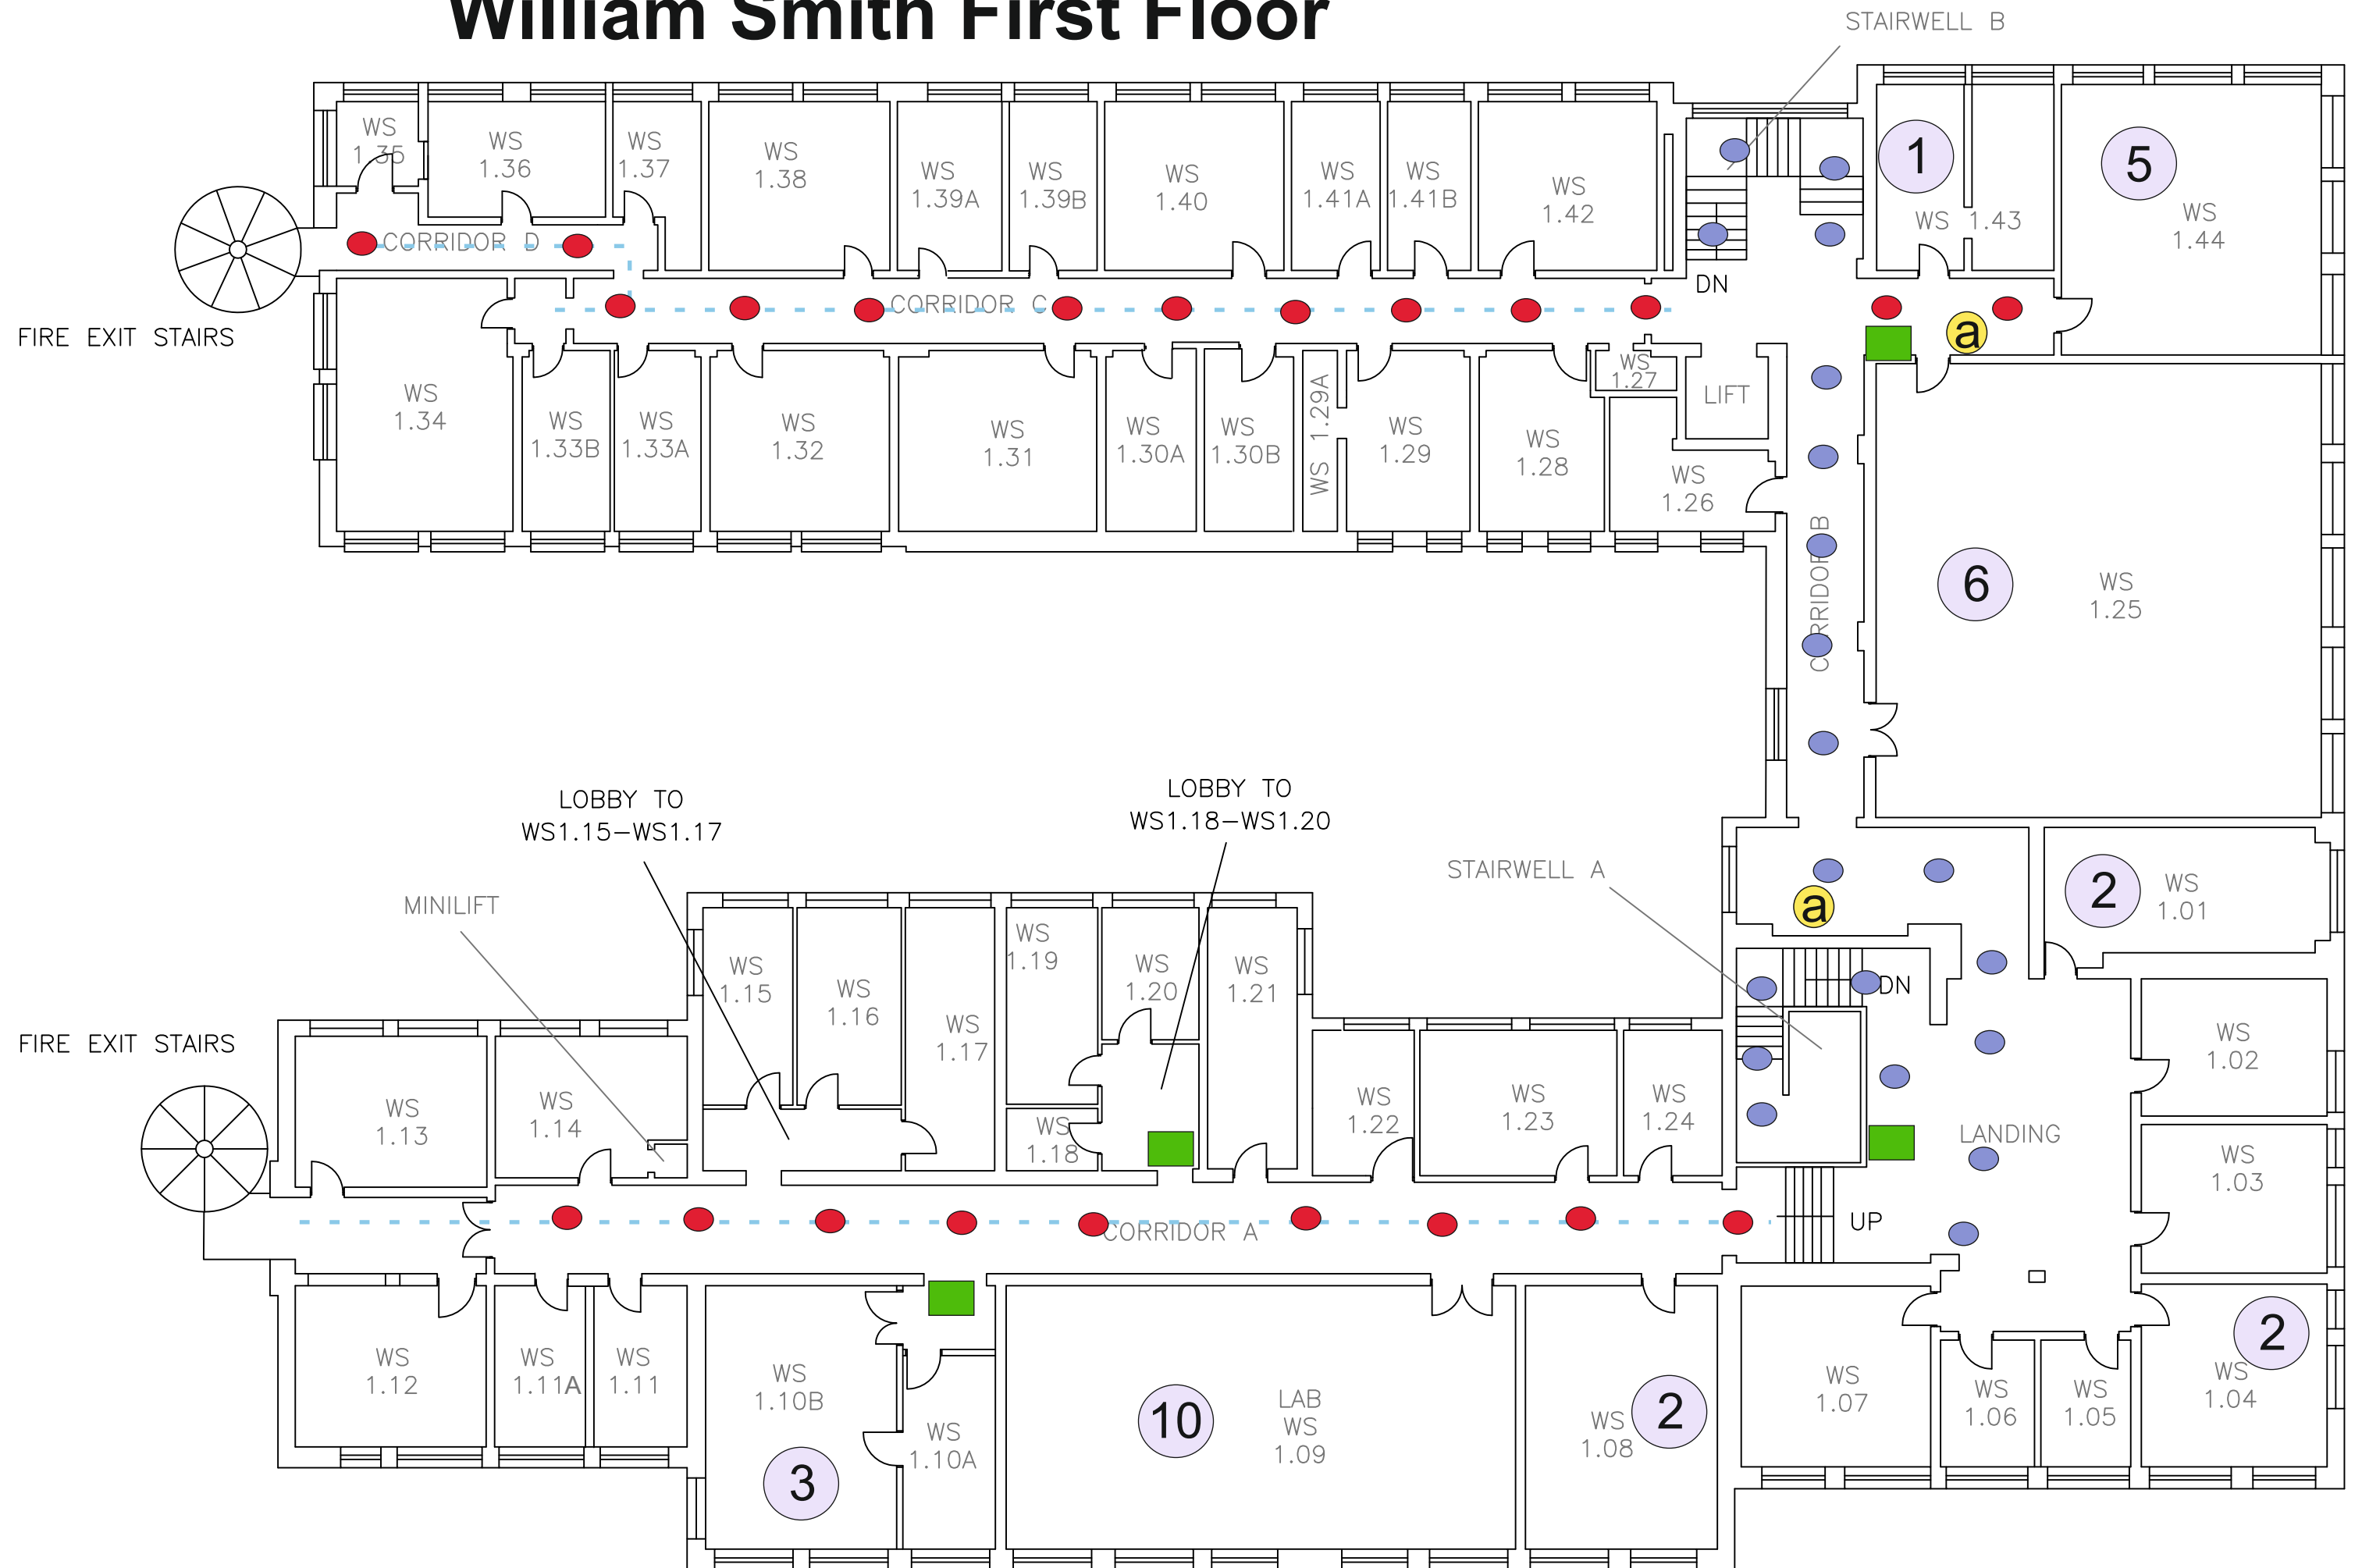 William Smith First Floor
STAIRWELL B
WS
1.35
WS
1.36
WS
1.37
WS
1.38
WS
1.39A
WS
1.39B
WS
1.40
WS
1.41A
WS
1.41B
WS
1.42
1
WS 1.43
5
WS
1.44
CORRIDOR D
DN
CORRIDOR C
FIRE EXIT STAIRS
a
WS
1.34
WS
1.33B
WS
1.33A
WS
1.32
WS
1.31
WS
1.30A
WS
1.30B
WS 1.29A
WS
1.29
WS
1.28
WS
1.27
LIFT
WS
1.26
CORRIDOR B
6
WS
1.25
LOBBY TO
WS1.15-WS1.17
LOBBY TO
WS1.18-WS1.20
STAIRWELL A
MINILIFT
a
2
WS
1.01
DN
FIRE EXIT STAIRS
WS
1.13
WS
1.14
WS
1.15
WS
1.16
WS
1.17
WS
1.19
WS
1.18
WS
1.20
WS
1.21
WS
1.22
WS
1.23
WS
1.24
WS
1.02
LANDING
WS
1.03
CORRIDOR A
UP
WS
1.12
WS
1.11A
WS
1.11
WS
1.10B
3
WS
1.10A
10
LAB
WS
1.09
WS
1.08
2
WS
1.07
WS
1.06
WS
1.05
2
WS
1.04